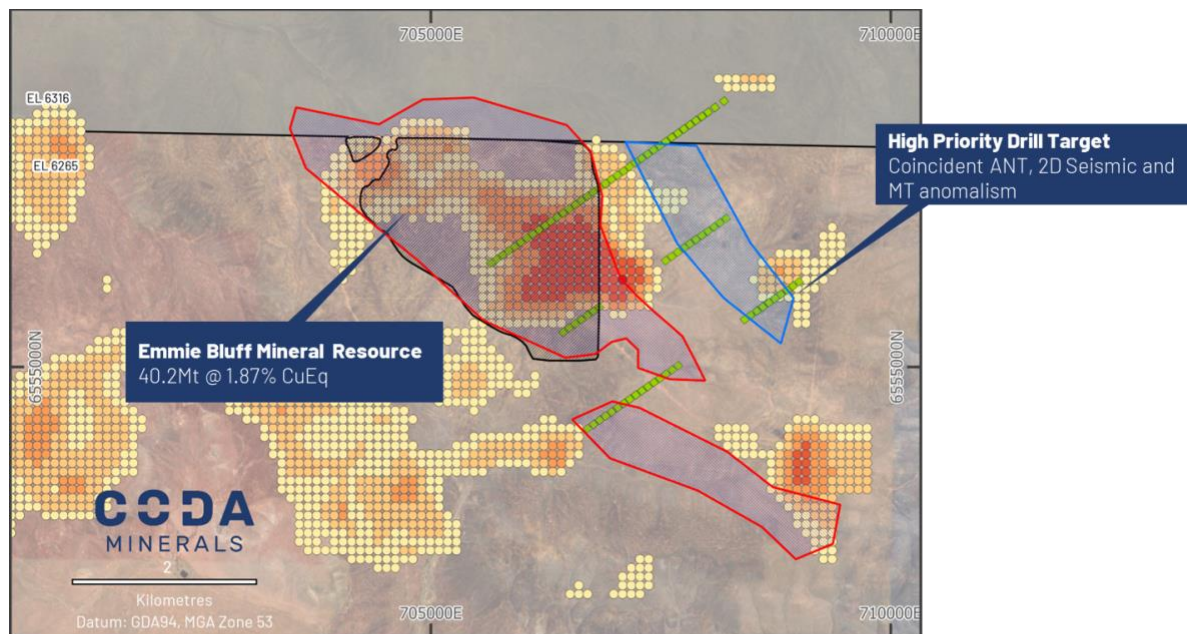 705000E
710000E
EL 6316
EL 6265
High Priority Drill Target
Coincident ANT, 2D Seismic and
MT anomalism
Emmie Bluff Mineral Resource
40.2Mt @ 1.87% CuEq
6555000N
6555000N
CODA
MINERALS
2
Kilometres
Datum: GDA94, MGA Zone 53
705000E
710000E